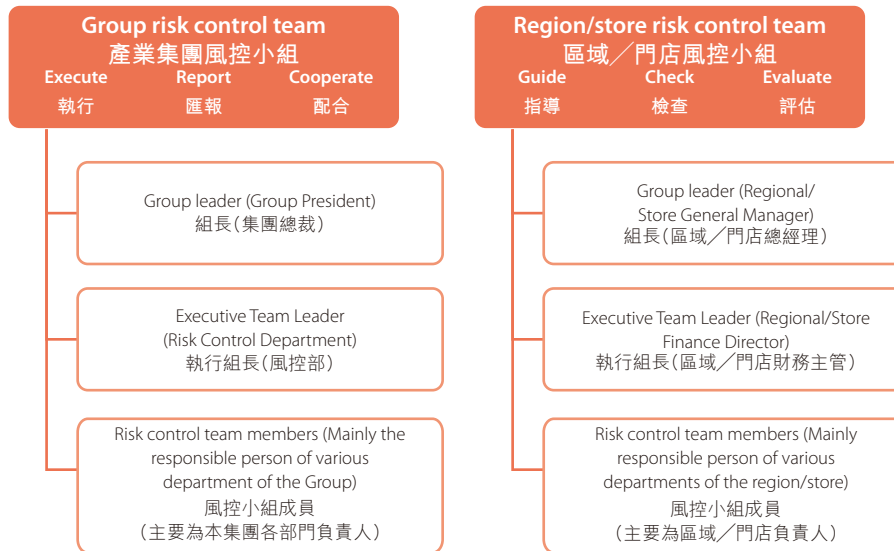 Group risk control team
產業集團風控小組
Execute Report Cooperate
執行 匯報 配合
Group leader (Group President)
組長(集團總裁)
Executive Team Leader
(Risk Control Department)
執行組長(風控部)
Risk control team members (Mainly the
responsible person of various
department of the Group)
風控小組成員
(主要為本集團各部門負責人)
Region/store risk control team
區域／門店風控小組
Guide Check Evaluate
指導 檢查 評估
Group leader (Regional/
Store General Manager)
組長(區域／門店總經理)
Executive Team Leader (Regional/Store
Finance Director)
執行組長(區域／門店財務主管)
Risk control team members (Mainly
responsible person of various
departments of the region/store)
風控小組成員
(主要為區域／門店負責人)